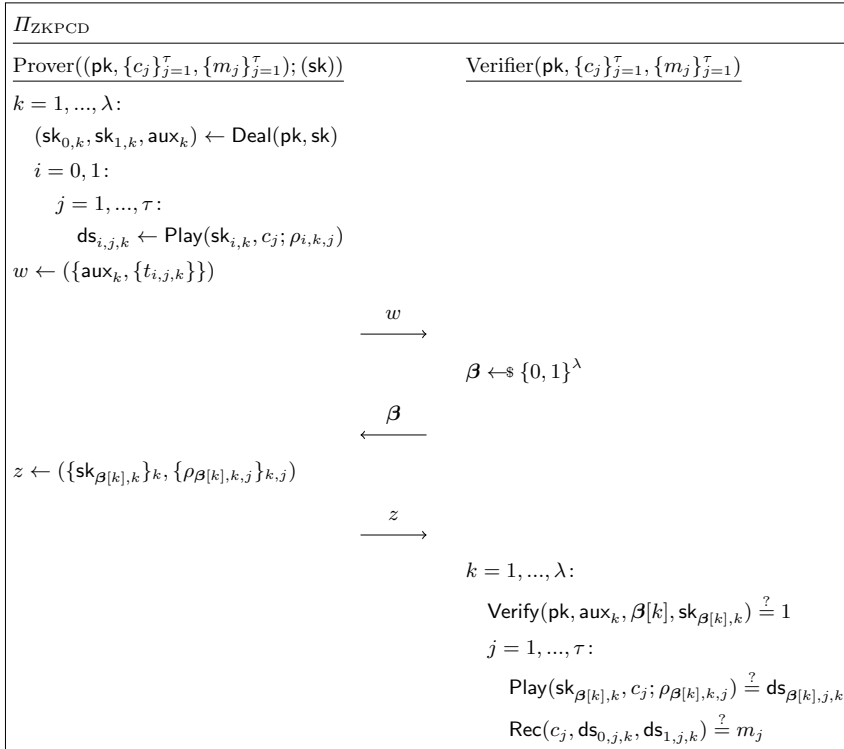 Π_ZKPCD
Prover((pk, {c_j}_{j=1}^τ, {m_j}_{j=1}^τ); (sk)) Verifier(pk, {c_j}_{j=1}^τ, {m_j}_{j=1}^τ)
k = 1, ..., λ:
(sk_{0,k}, sk_{1,k}, aux_k) ← Deal(pk, sk)
i = 0, 1:
j = 1, ..., τ:
ds_{i,j,k} ← Play(sk_{i,k}, c_j; ρ_{i,k,j})
w ← ({aux_k, {t_{i,j,k}}})
w
⟶
β ←$ {0, 1}^λ
β
⟵
z ← ({sk_{β[k],k}}_k, {ρ_{β[k],k,j}}_{k,j})
z
⟶
k = 1, ..., λ:
Verify(pk, aux_k, β[k], sk_{β[k],k}) ≟ 1
j = 1, ..., τ:
Play(sk_{β[k],k}, c_j; ρ_{β[k],k,j}) ≟ ds_{β[k],j,k}
Rec(c_j, ds_{0,j,k}, ds_{1,j,k}) ≟ m_j